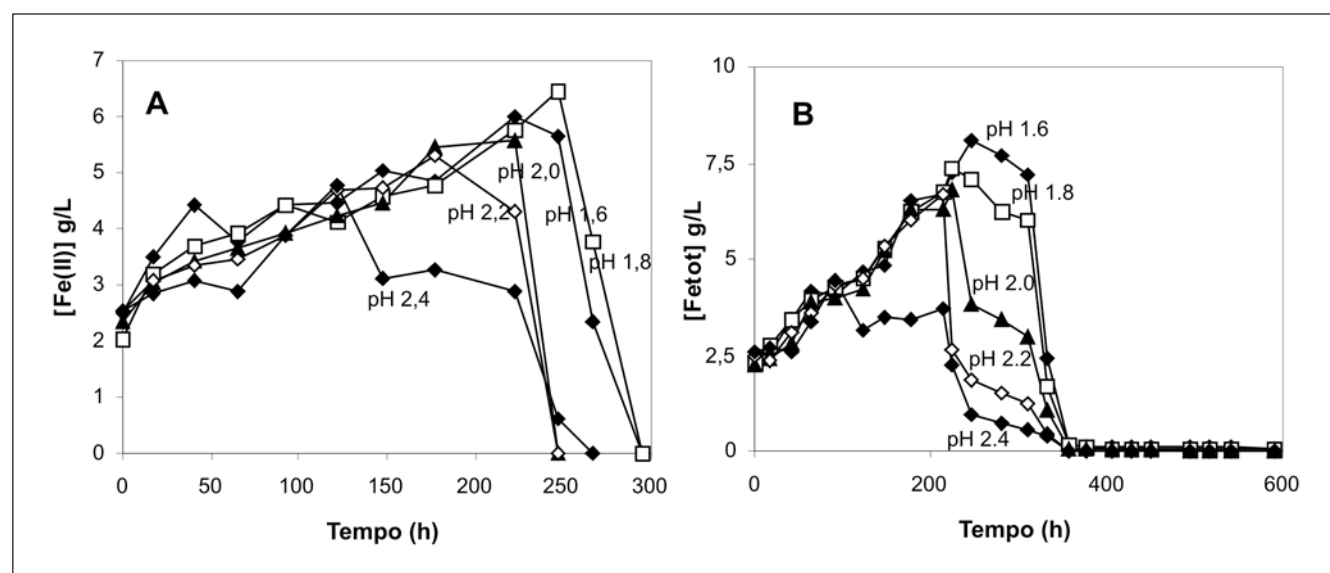 A
[Fe(II)] g/L
7
6
5
4
3
2
1
0
pH 2,0
pH 2,2
pH 1,6
pH 1,8
pH 2,4
0 50 100 150 200 250 300
Tempo (h)
B
[Fetot] g/L
10
7,5
5
2,5
0
pH 1.6
pH 1.8
pH 2.0
pH 2.2
pH 2.4
0 200 400 600
Tempo (h)